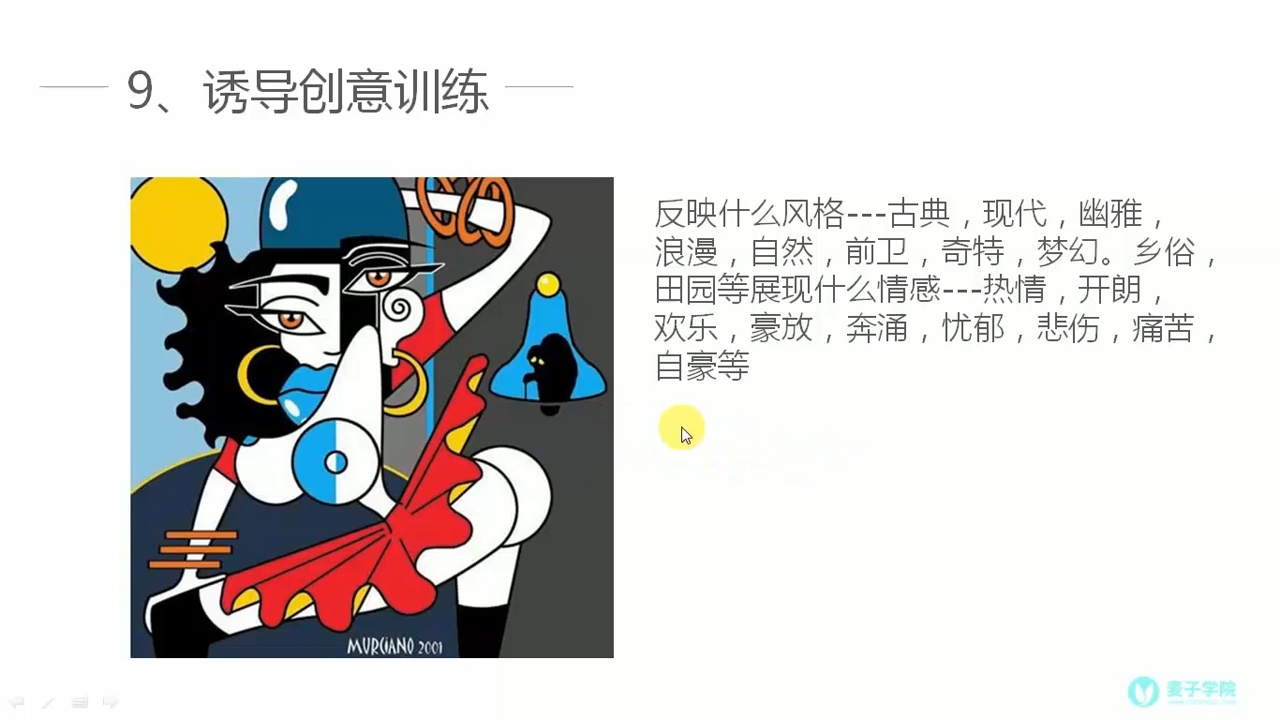 9、诱导创意训练
反映什么风格---古典，现代，幽雅，
浪漫，自然，前卫，奇特，梦幻。乡俗，
田园等展现什么情感---热情，开朗，
欢乐，豪放，奔涌，忧郁，悲伤，痛苦，
自豪等
MURCIANO 2001
麦子学院